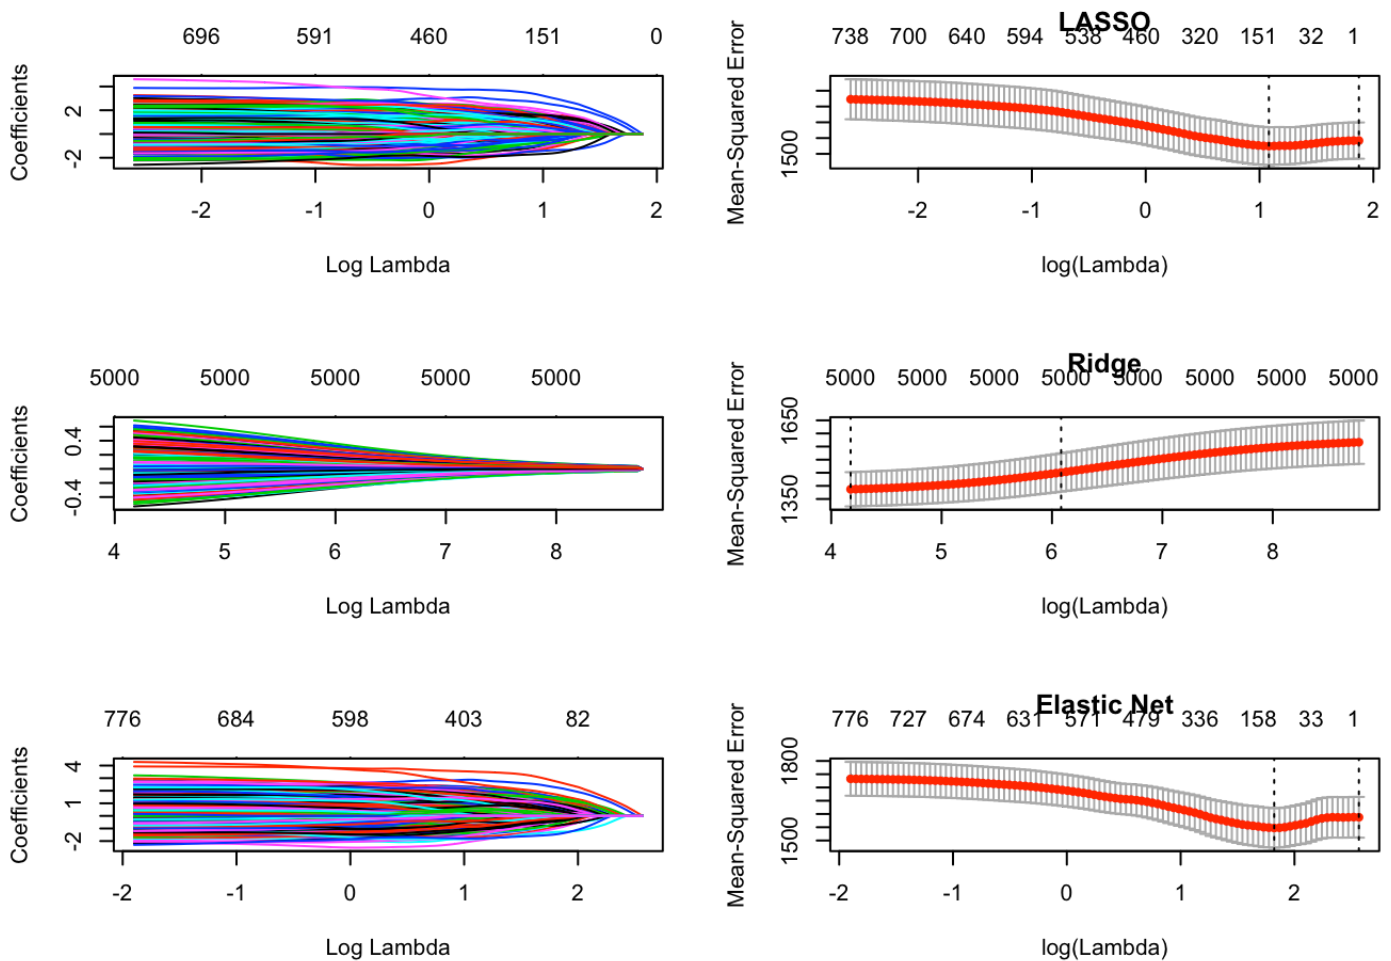 696 591 460 151 0
Coefficients
2
-2
-2 -1 0 1 2
Log Lambda
LASSO
738 700 640 594 538 460 320 151 32 1
Mean-Squared Error
1500
-2 -1 0 1 2
log(Lambda)
5000 5000 5000 5000 5000
Coefficients
0.4
-0.4
4 5 6 7 8
Log Lambda
Ridge
5000 5000 5000 5000 5000 5000 5000 5000
Mean-Squared Error
1650
1350
4 5 6 7 8
log(Lambda)
776 684 598 403 82
Coefficients
4
1
-2
-2 -1 0 1 2
Log Lambda
Elastic Net
776 727 674 631 571 479 336 158 33 1
Mean-Squared Error
1800
1500
-2 -1 0 1 2
log(Lambda)